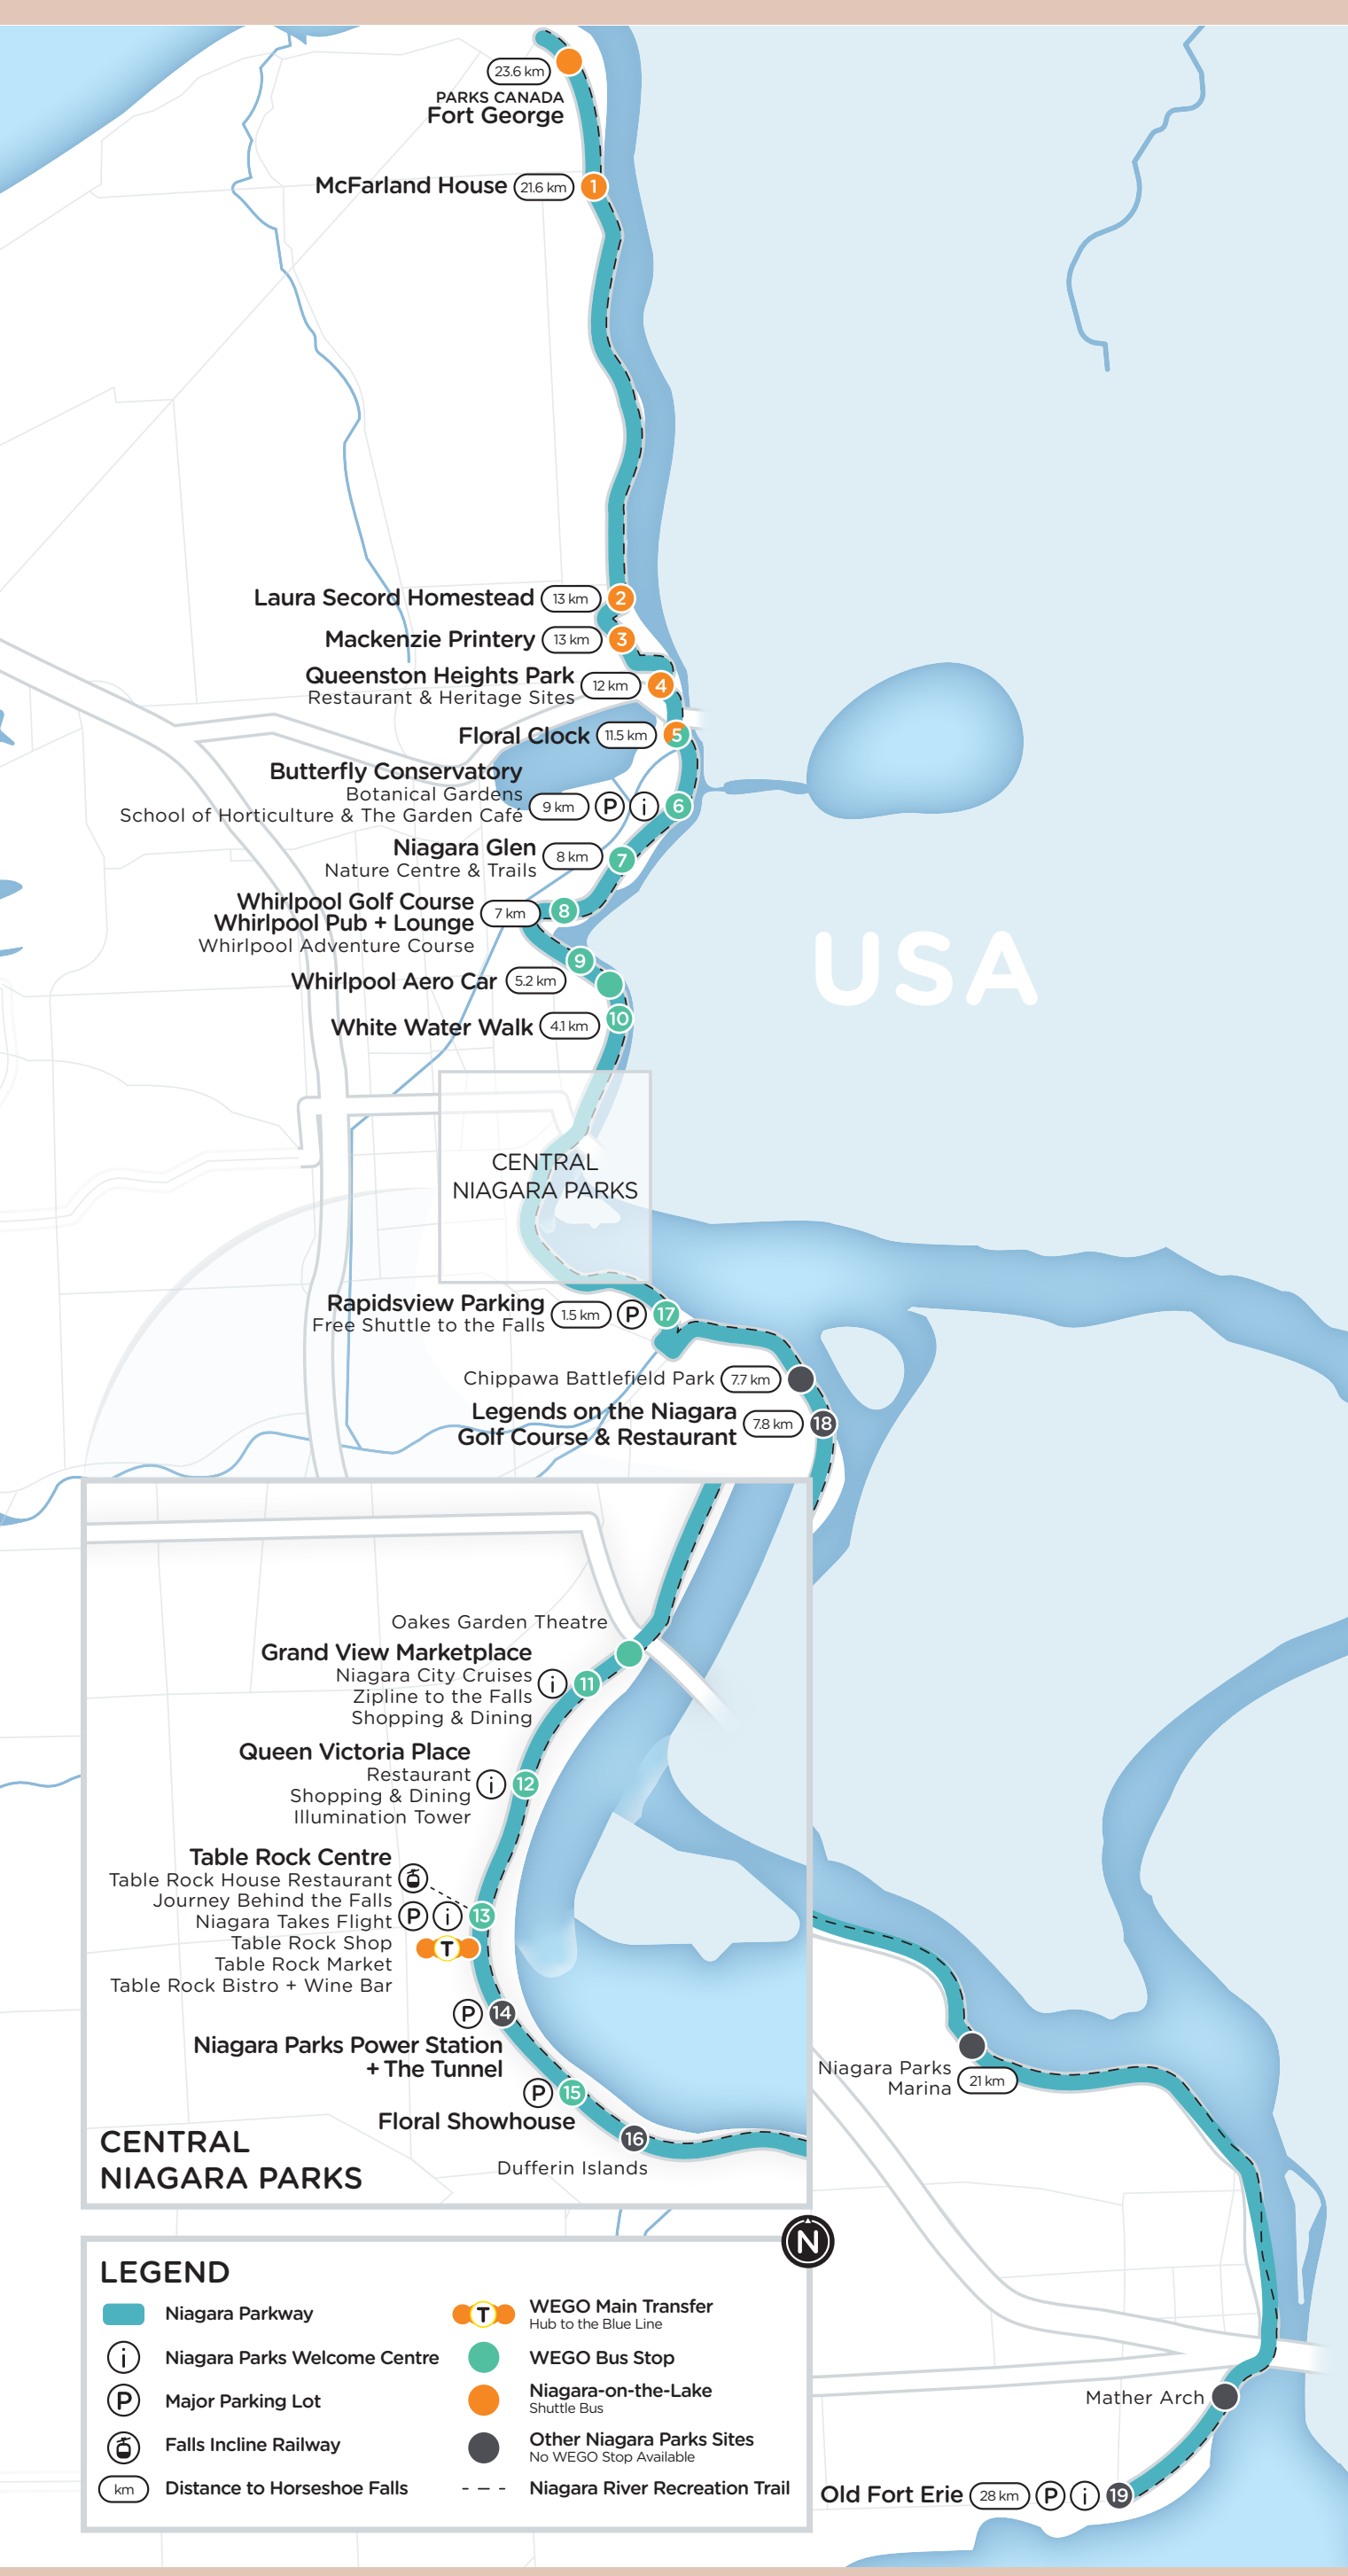 23.6 km
PARKS CANADA
Fort George
McFarland House 21.6 km 1
Laura Secord Homestead 13 km 2
Mackenzie Printery 13 km 3
Queenston Heights Park
Restaurant & Heritage Sites
12 km 4
Floral Clock 11.5 km 5
Butterfly Conservatory
Botanical Gardens
School of Horticulture & The Garden Café
9 km P i 6
Niagara Glen
Nature Centre & Trails
8 km 7
Whirlpool Golf Course
Whirlpool Pub + Lounge
Whirlpool Adventure Course
7 km 8
9
Whirlpool Aero Car 5.2 km
White Water Walk 4.1 km 10
USA
CENTRAL
NIAGARA PARKS
Rapidsview Parking
Free Shuttle to the Falls
1.5 km P 17
Chippawa Battlefield Park 7.7 km
Legends on the Niagara
Golf Course & Restaurant
7.8 km 18
Oakes Garden Theatre
Grand View Marketplace
Niagara City Cruises
Zipline to the Falls
Shopping & Dining
i 11
Queen Victoria Place
Restaurant
Shopping & Dining
Illumination Tower
i 12
Table Rock Centre
Table Rock House Restaurant
Journey Behind the Falls
Niagara Takes Flight
Table Rock Shop
Table Rock Market
Table Rock Bistro + Wine Bar
P i 13
T
P 14
Niagara Parks Power Station
+ The Tunnel
P 15
Floral Showhouse
16
Dufferin Islands
CENTRAL
NIAGARA PARKS
Niagara Parks
Marina
21 km
Mather Arch
Old Fort Erie 28 km P i 19
N
LEGEND
Niagara Parkway
i Niagara Parks Welcome Centre
P Major Parking Lot
Falls Incline Railway
km Distance to Horseshoe Falls
T WEGO Main Transfer
Hub to the Blue Line
WEGO Bus Stop
Niagara-on-the-Lake
Shuttle Bus
Other Niagara Parks Sites
No WEGO Stop Available
Niagara River Recreation Trail